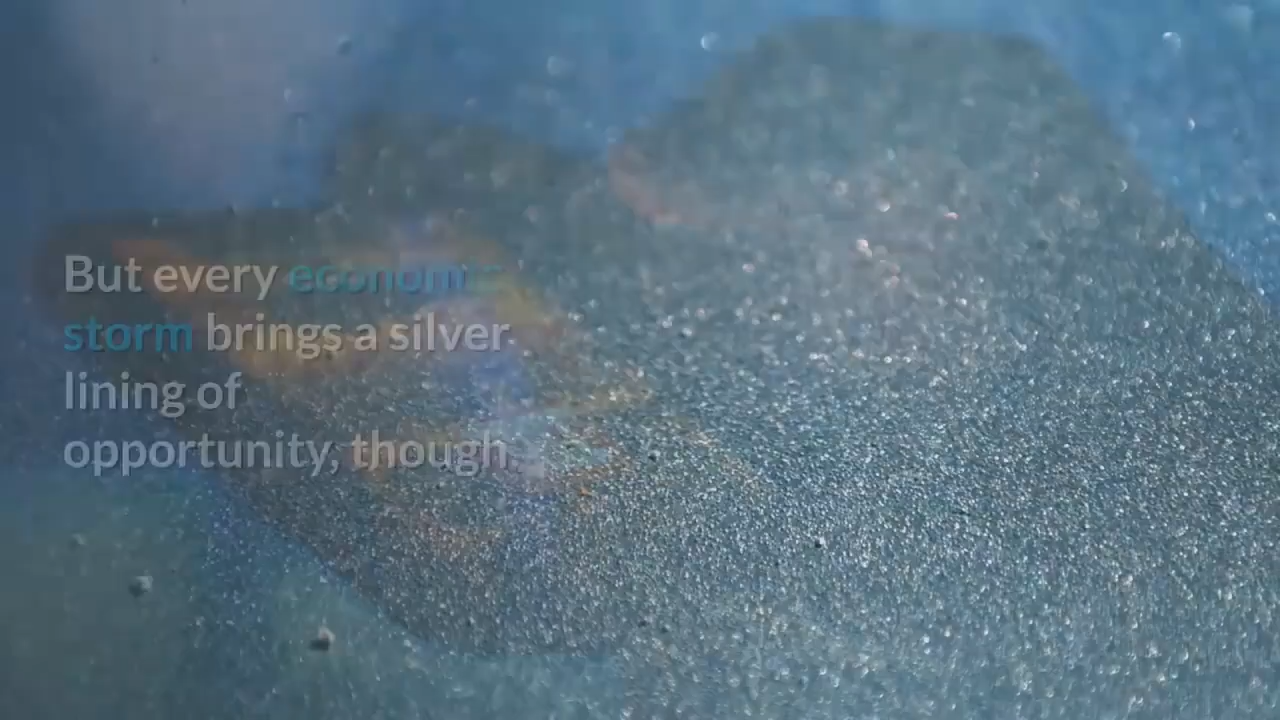 But every economic
storm brings a silver
lining of
opportunity, though.